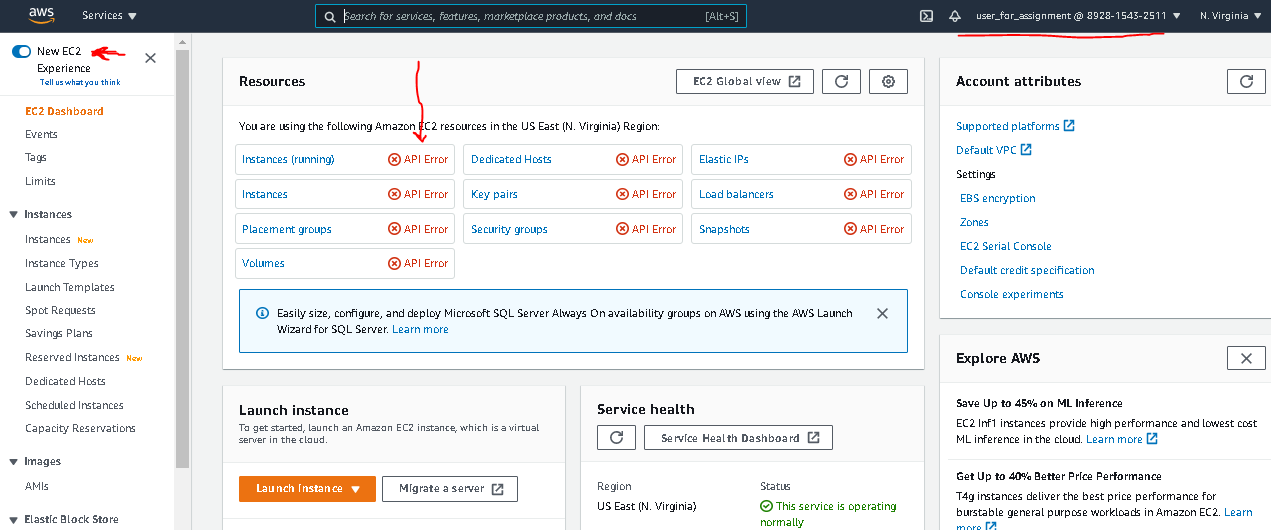 aws
Services ▼
Search for services, features, marketplace products, and docs
[Alt+S]
user_for_assignment @ 8928-1543-2511 ▼
N. Virginia ▼
New EC2
Experience
Tell us what you think
EC2 Dashboard
Events
Tags
Limits
Instances
Instances New
Instance Types
Launch Templates
Spot Requests
Savings Plans
Reserved Instances New
Dedicated Hosts
Scheduled Instances
Capacity Reservations
Images
AMIs
Elastic Block Store
Resources
EC2 Global view
You are using the following Amazon EC2 resources in the US East (N. Virginia) Region:
Instances (running) API Error
Dedicated Hosts API Error
Elastic IPs API Error
Instances API Error
Key pairs API Error
Load balancers API Error
Placement groups API Error
Security groups API Error
Snapshots API Error
Volumes API Error
Easily size, configure, and deploy Microsoft SQL Server Always On availability groups on AWS using the AWS Launch
Wizard for SQL Server. Learn more
Launch instance
To get started, launch an Amazon EC2 instance, which is a virtual
server in the cloud.
Launch instance ▼
Migrate a server
Service health
Service Health Dashboard
Region
US East (N. Virginia)
Status
This service is operating
normally
Account attributes
Supported platforms
Default VPC
Settings
EBS encryption
Zones
EC2 Serial Console
Default credit specification
Console experiments
Explore AWS
Save Up to 45% on ML Inference
EC2 Inf1 instances provide high performance and lowest cost
ML inference in the cloud. Learn more
Get Up to 40% Better Price Performance
T4g instances deliver the best price performance for
burstable general purpose workloads in Amazon EC2. Learn
more